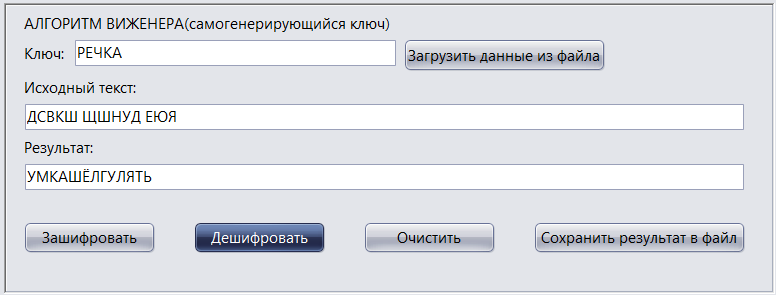 АЛГОРИТМ ВИЖЕНЕРА(самогенерирующийся ключ)
Ключ: РЕЧКА Загрузить данные из файла
Исходный текст:
ДСВКШ ЩШНУД ЕЮЯ
Результат:
УМКАШЁЛГУЛЯТЬ
Зашифровать Дешифровать Очистить Сохранить результат в файл